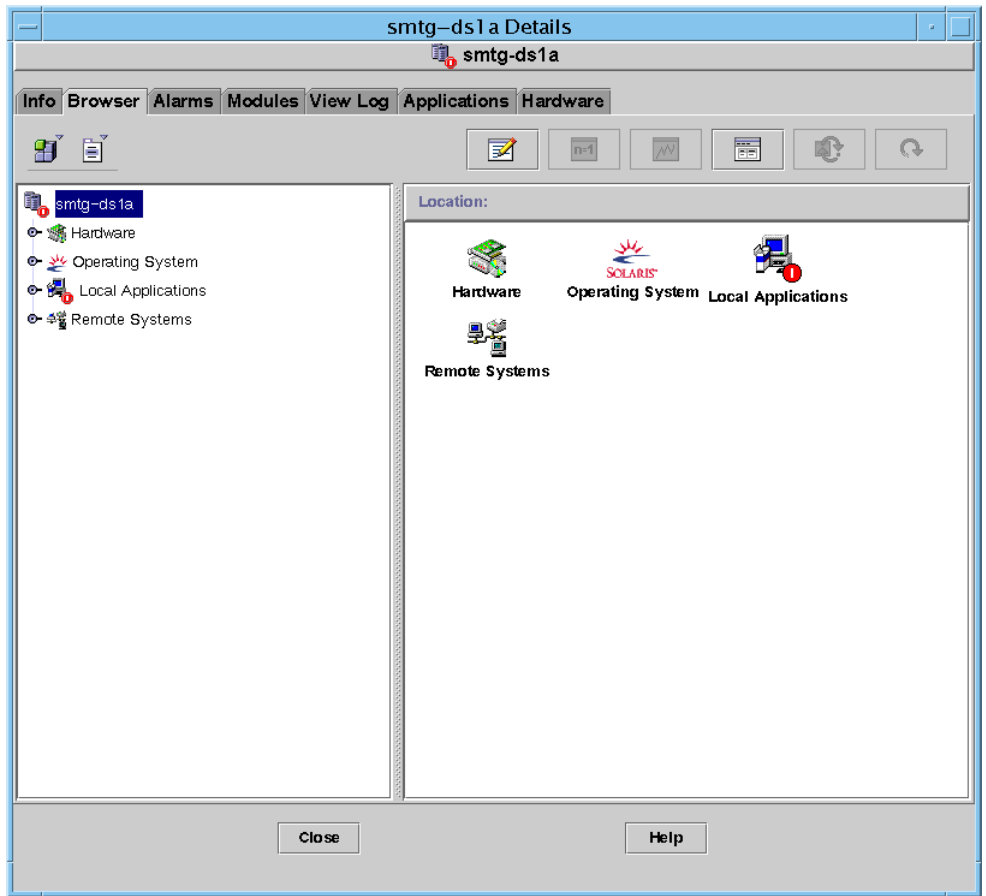 smtg–ds1a Details
smtg-ds1a
Info Browser Alarms Modules View Log Applications Hardware
n=1
smtg-ds1a
Hardware
Operating System
Local Applications
Remote Systems
Location:
Hardware
SOLARIS
Operating System
Local Applications
Remote Systems
Close
Help